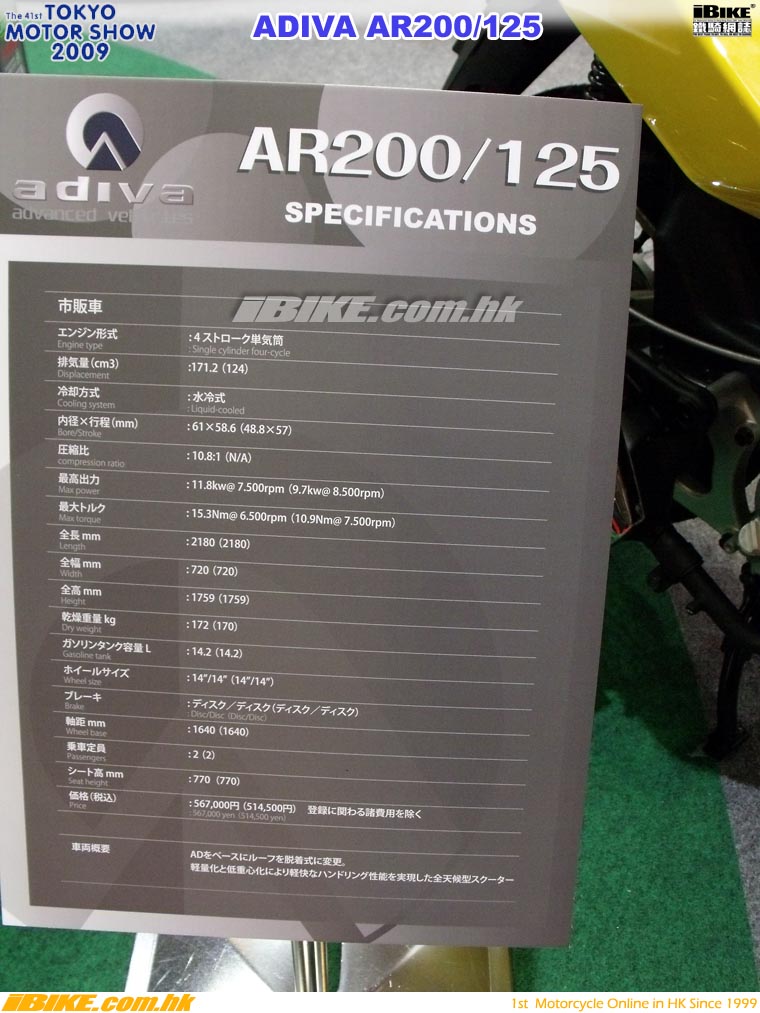 The 41st TOKYO
MOTOR SHOW
2009
ADIVA AR200/125
iBIKE
鐵騎網誌
adiva
advanced vehicles
AR200/125
SPECIFICATIONS
iBIKE.com.hk
市販車
エンジン形式 :4ストローク単気筒
Engine type :Single cylinder four-cycle
排気量(cm3) :171.2 (124)
Displacement
冷却方式 :水冷式
Cooling system :Liquid-cooled
内径×行程(mm) :61×58.6 (48.8×57)
Bore/Stroke
圧縮比 :10.8:1 (N/A)
compression ratio
最高出力 :11.8kw@ 7.500rpm (9.7kw@ 8.500rpm)
Max power
最大トルク :15.3Nm@ 6.500rpm (10.9Nm@ 7.500rpm)
Max torque
全長 mm :2180 (2180)
Length
全幅 mm :720 (720)
Width
全高 mm :1759 (1759)
Height
乾燥重量 kg :172 (170)
Dry weight
ガソリンタンク容量 L :14.2 (14.2)
Gasoline tank
ホイールサイズ :14”/14” (14”/14”)
Wheel size
ブレーキ :ディスク／ディスク(ディスク／ディスク)
Brake :Disc/Disc (Disc/Disc)
軸距 mm :1640 (1640)
Wheel base
乗車定員 :2 (2)
Passengers
シート高 mm :770 (770)
Seat height
価格(税込) :567,000円 (514,500円) 登録に関わる諸費用を除く
Price :567,000 yen (514,500 yen)
車両概要 ADをベースにルーフを脱着式に変更。
軽量化と低重心化により軽快なハンドリング性能を実現した全天候型スクーター
iBIKE.com.hk
1st Motorcycle Online in HK Since 1999